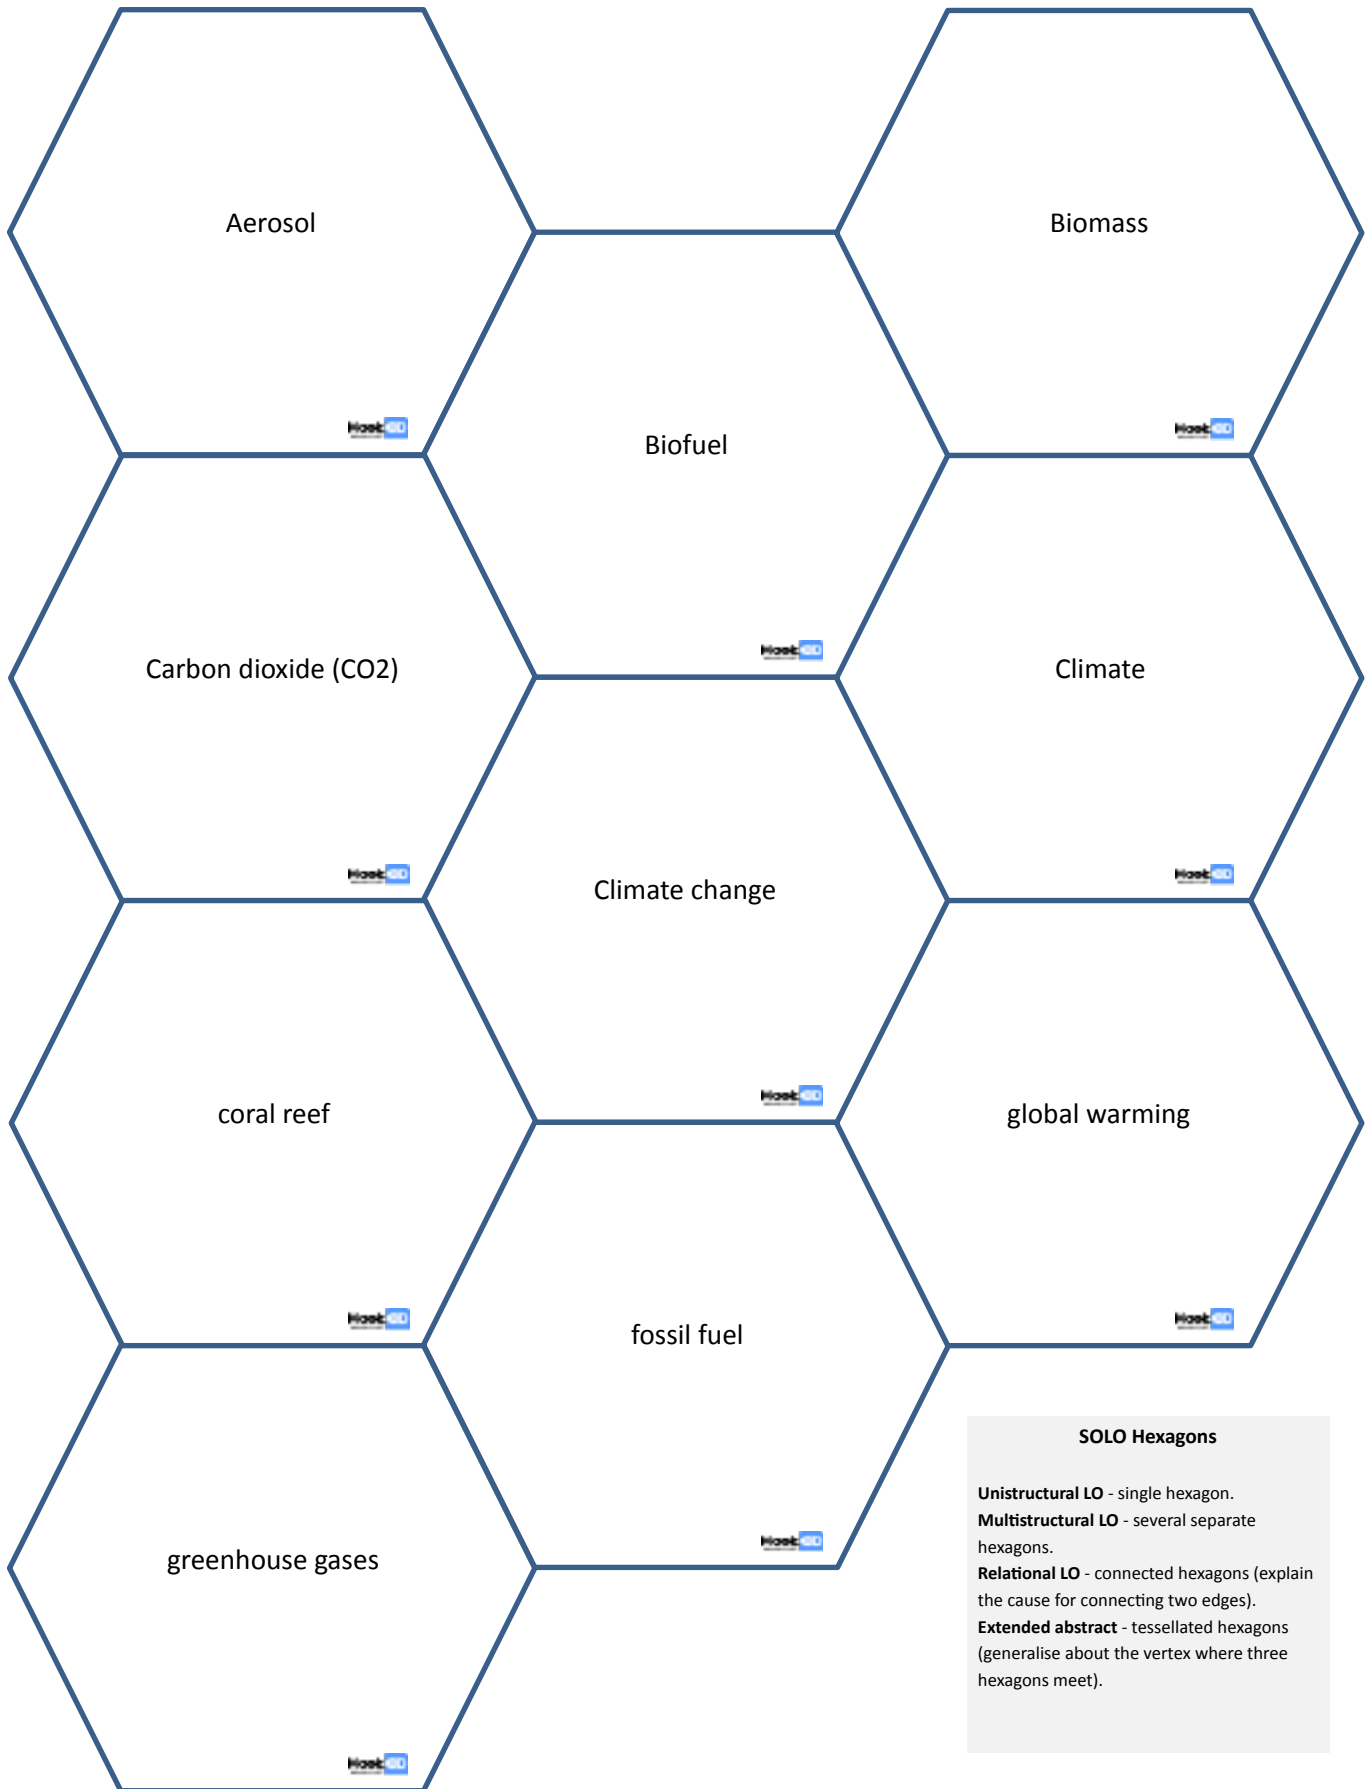 Aerosol
Biomass
Biofuel
Carbon dioxide (CO2)
Climate
Climate change
coral reef
global warming
fossil fuel
greenhouse gases
SOLO Hexagons
Unistructural LO - single hexagon.
Multistructural LO - several separate
hexagons.
Relational LO - connected hexagons (explain
the cause for connecting two edges).
Extended abstract - tessellated hexagons
(generalise about the vertex where three
hexagons meet).